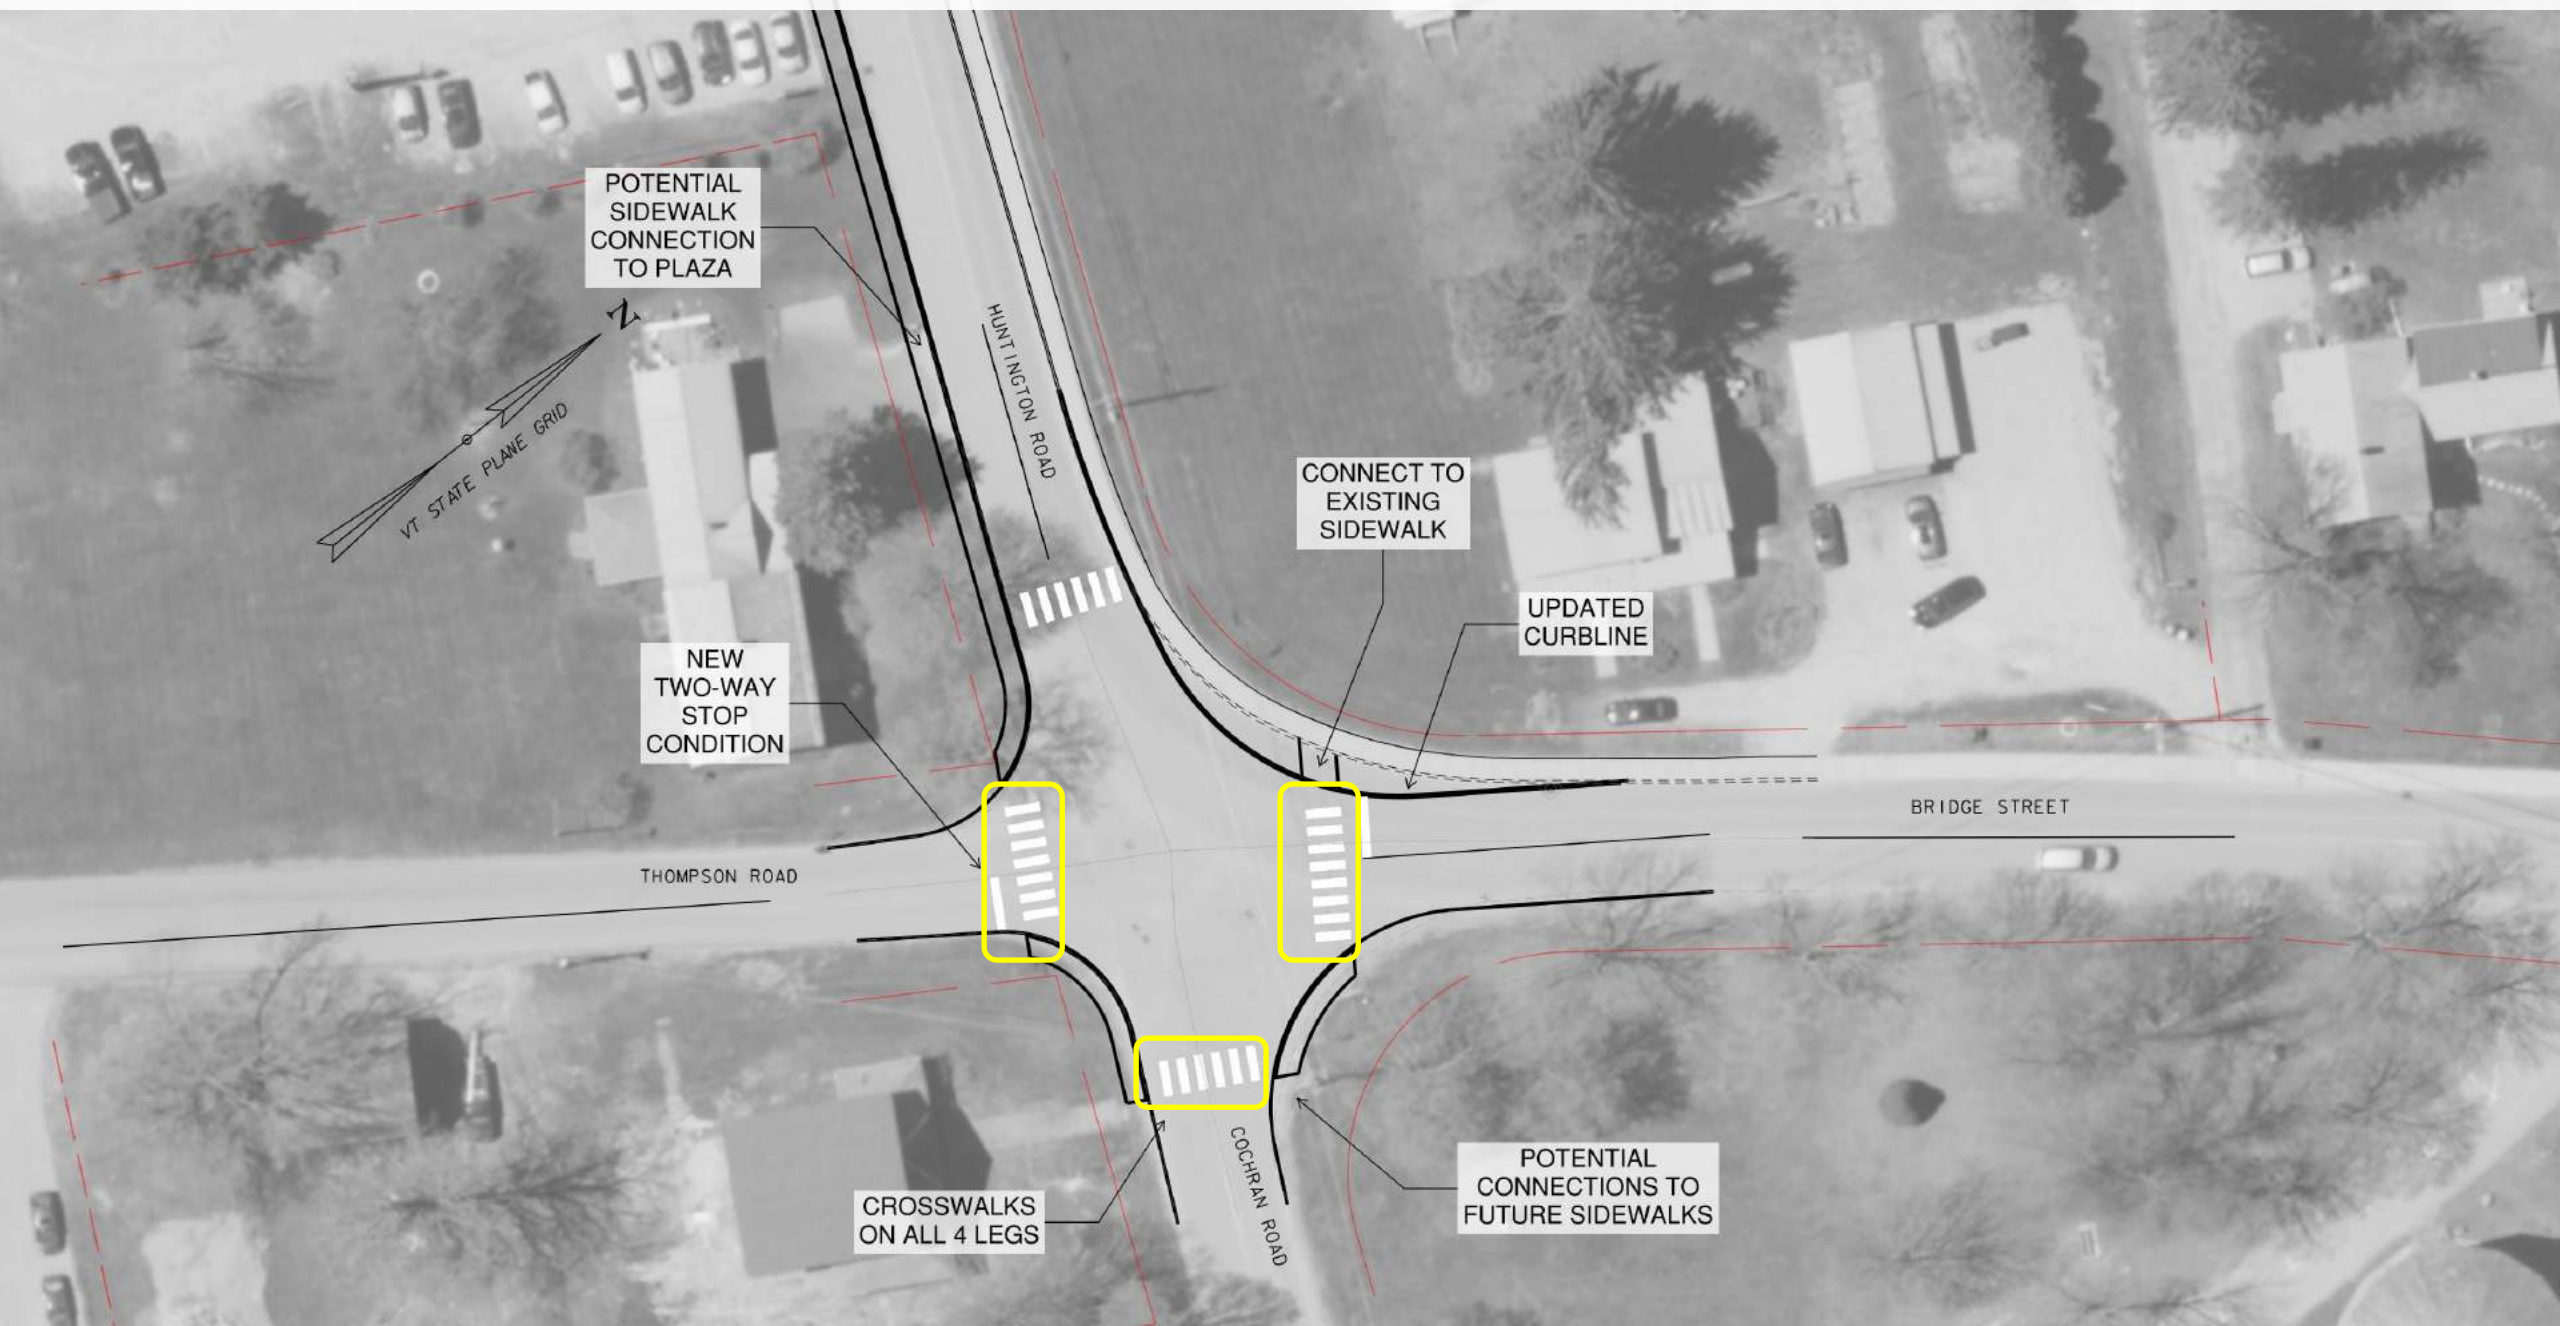 POTENTIAL
SIDEWALK
CONNECTION
TO PLAZA
N
VT STATE PLANE GRID
HUNTINGTON ROAD
CONNECT TO
EXISTING
SIDEWALK
UPDATED
CURBLINE
NEW
TWO-WAY
STOP
CONDITION
BRIDGE STREET
THOMPSON ROAD
COCHRAN ROAD
CROSSWALKS
ON ALL 4 LEGS
POTENTIAL
CONNECTIONS TO
FUTURE SIDEWALKS